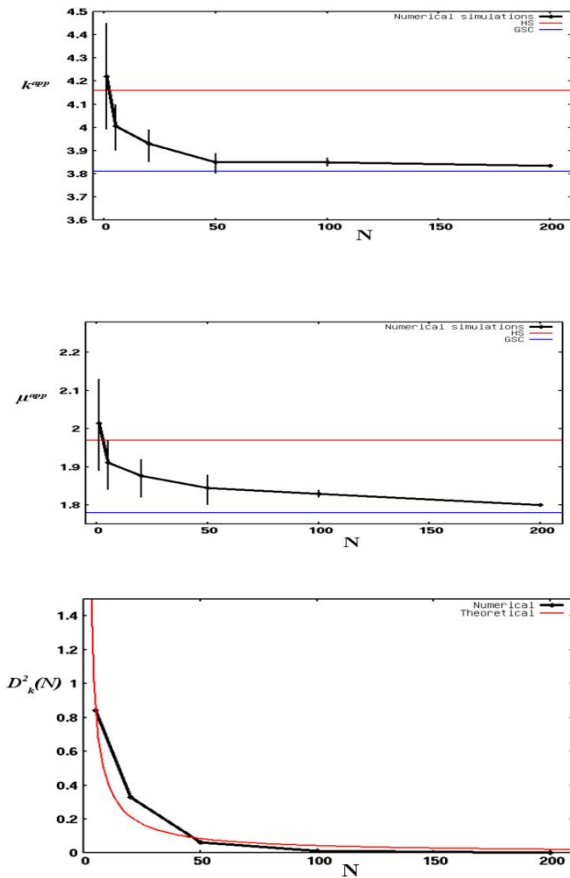 4.5
4.4
4.3
4.2
4.1
4
3.9
3.8
3.7
3.6
k^app
Numerical simulations
HS
GSC
0 50 100 150 200
N
2.2
2.1
2
1.9
1.8
μ^app
Numerical simulations
HS
GSC
0 50 100 150 200
N
1.4
1.2
1
0.8
0.6
0.4
0.2
0
D²_k(N)
Numerical
Theoretical
0 50 100 150 200
N